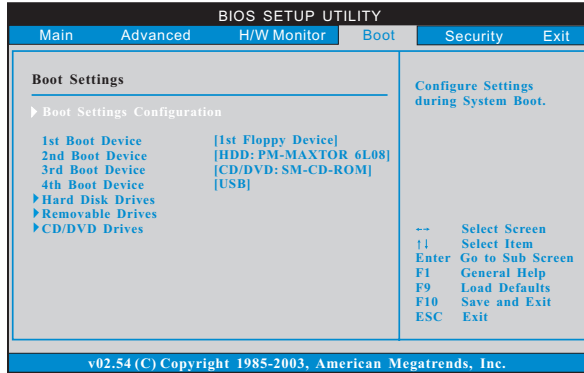 BIOS SETUP UTILITY
Main Advanced H/W Monitor Boot Security Exit
Boot Settings
Boot Settings Configuration
1st Boot Device [1st Floppy Device]
2nd Boot Device [HDD: PM-MAXTOR 6L08]
3rd Boot Device [CD/DVD: SM-CD-ROM]
4th Boot Device [USB]
Hard Disk Drives
Removable Drives
CD/DVD Drives
Configure Settings
during System Boot.
←→ Select Screen
↑↓ Select Item
Enter Go to Sub Screen
F1 General Help
F9 Load Defaults
F10 Save and Exit
ESC Exit
v02.54 (C) Copyright 1985-2003, American Megatrends, Inc.